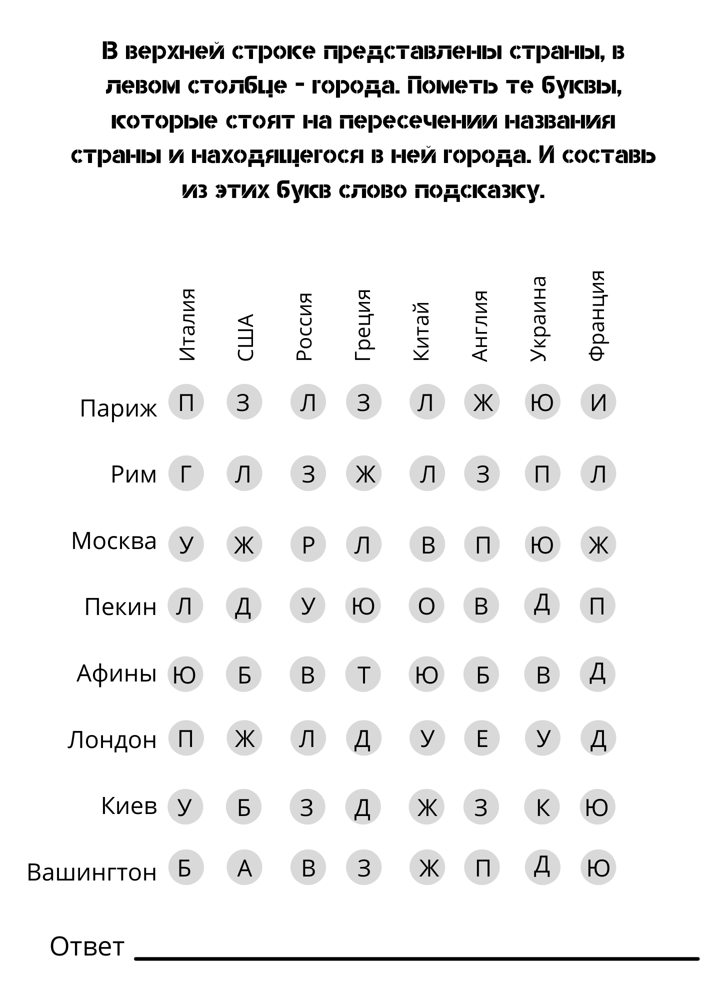 В верхней строке представлены страны, в
левом столбце - города. Пометь те буквы,
которые стоят на пересечении названия
страны и находящегося в ней города. И составь
из этих букв слово подсказку.
Италия США Россия Греция Китай Англия Украина Франция
Париж П З Л З Л Ж Ю И
Рим Г Л З Ж Л З П Л
Москва У Ж Р Л В П Ю Ж
Пекин Л Д У Ю О В Д П
Афины Ю Б В Т Ю Б В Д
Лондон П Ж Л Д У Е У Д
Киев У Б З Д Ж З К Ю
Вашингтон Б А В З Ж П Д Ю
Ответ